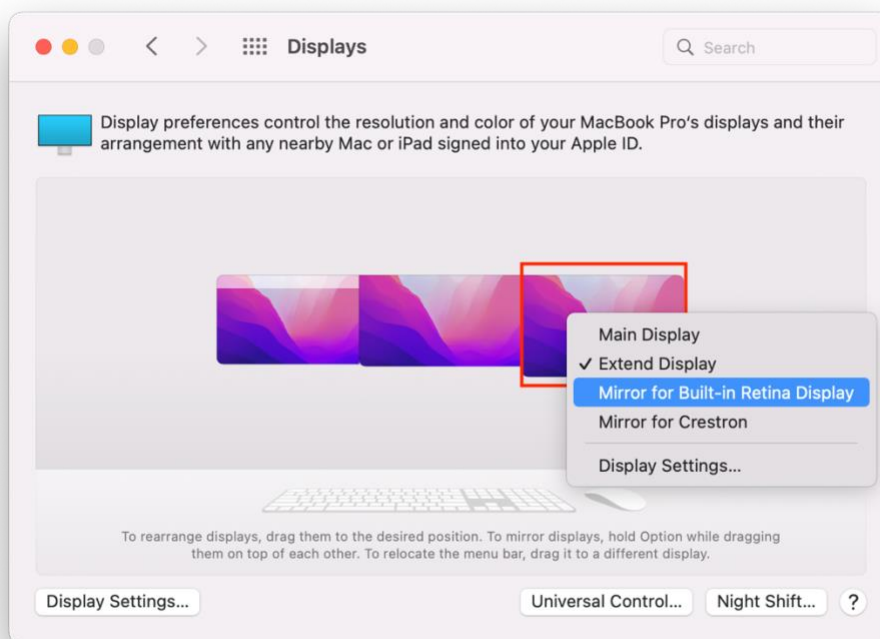 Displays
Search
Display preferences control the resolution and color of your MacBook Pro's displays and their
arrangement with any nearby Mac or iPad signed into your Apple ID.
Main Display
✓ Extend Display
Mirror for Built-in Retina Display
Mirror for Crestron
Display Settings...
To rearrange displays, drag them to the desired position. To mirror displays, hold Option while dragging
them on top of each other. To relocate the menu bar, drag it to a different display.
Display Settings...
Universal Control...
Night Shift...
?